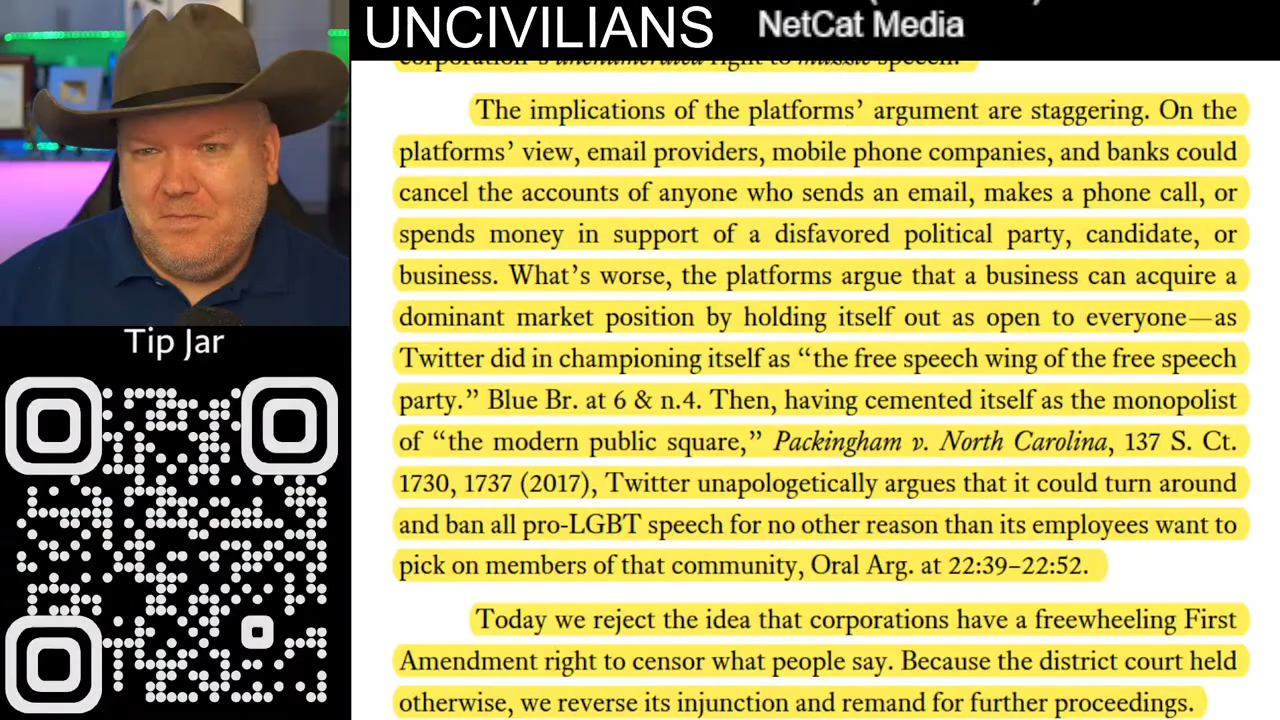 UNCIVILIANS
NetCat Media
Tip Jar
corporation's unenumerated right to muzzle speech.
The implications of the platforms' argument are staggering. On the
platforms' view, email providers, mobile phone companies, and banks could
cancel the accounts of anyone who sends an email, makes a phone call, or
spends money in support of a disfavored political party, candidate, or
business. What's worse, the platforms argue that a business can acquire a
dominant market position by holding itself out as open to everyone—as
Twitter did in championing itself as “the free speech wing of the free speech
party.” Blue Br. at 6 & n.4. Then, having cemented itself as the monopolist
of “the modern public square,” Packingham v. North Carolina, 137 S. Ct.
1730, 1737 (2017), Twitter unapologetically argues that it could turn around
and ban all pro-LGBT speech for no other reason than its employees want to
pick on members of that community, Oral Arg. at 22:39–22:52.
Today we reject the idea that corporations have a freewheeling First
Amendment right to censor what people say. Because the district court held
otherwise, we reverse its injunction and remand for further proceedings.